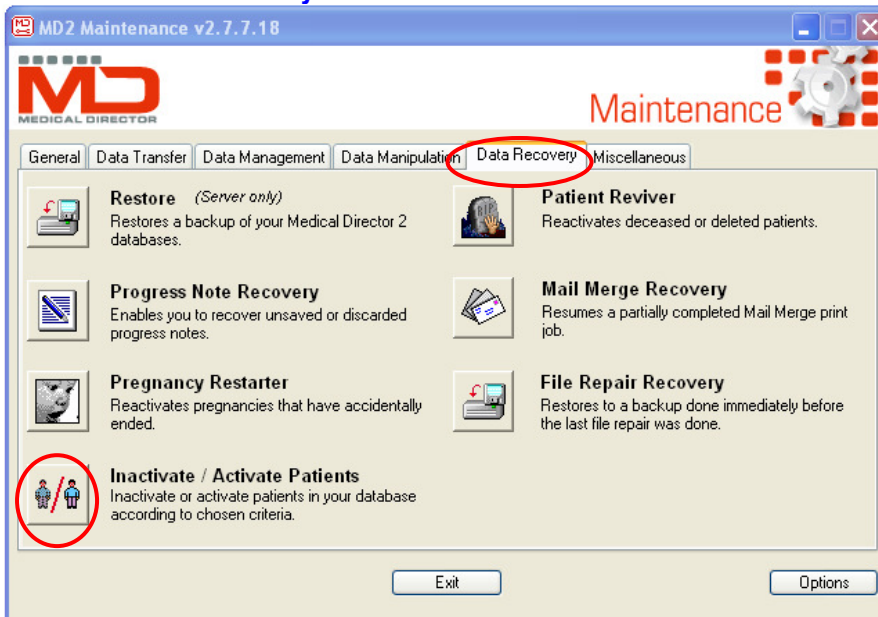 MD2 Maintenance v2.7.7.18
MD
MEDICAL DIRECTOR
Maintenance
General Data Transfer Data Management Data Manipulation Data Recovery Miscellaneous
Restore (Server only)
Restores a backup of your Medical Director 2
databases.
Patient Reviver
Reactivates deceased or deleted patients.
Progress Note Recovery
Enables you to recover unsaved or discarded
progress notes.
Mail Merge Recovery
Resumes a partially completed Mail Merge print
job.
Pregnancy Restarter
Reactivates pregnancies that have accidentally
ended.
File Repair Recovery
Restores to a backup done immediately before
the last file repair was done.
Inactivate / Activate Patients
Inactivate or activate patients in your database
according to chosen criteria.
Exit Options